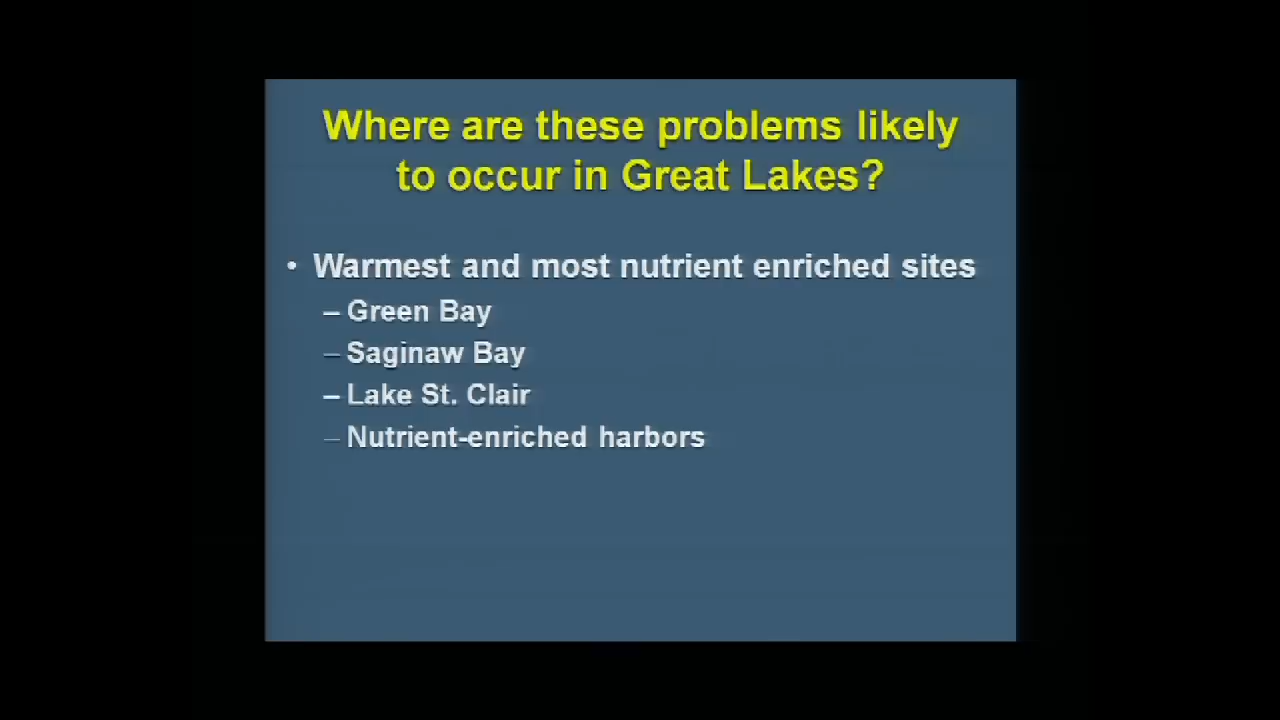 Where are these problems likely
to occur in Great Lakes?
• Warmest and most nutrient enriched sites
– Green Bay
– Saginaw Bay
– Lake St. Clair
– Nutrient-enriched harbors